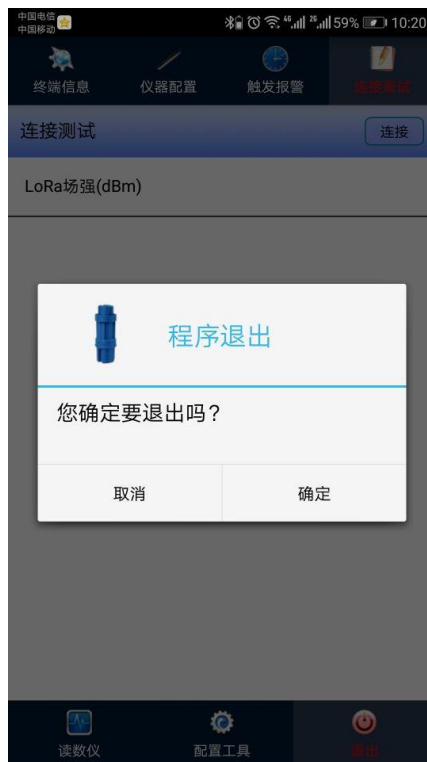 中国电信
中国移动
46 26 59% 10:20
终端信息 仪器配置 触发报警 连接测试
连接测试 连接
LoRa场强(dBm)
程序退出
您确定要退出吗?
取消 确定
读数仪 配置工具 退出